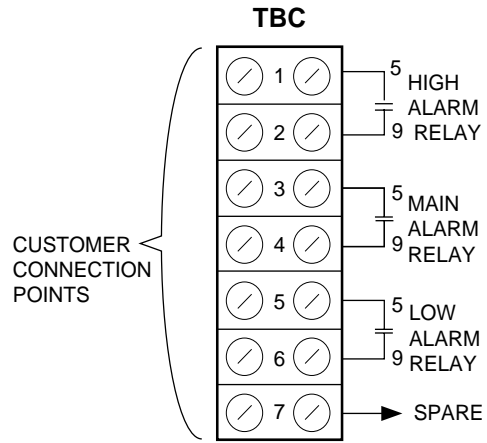 TBC
1
5
HIGH
ALARM
RELAY
2
9
3
5
MAIN
ALARM
RELAY
4
9
CUSTOMER
CONNECTION
POINTS
5
5
LOW
ALARM
RELAY
6
9
7
SPARE